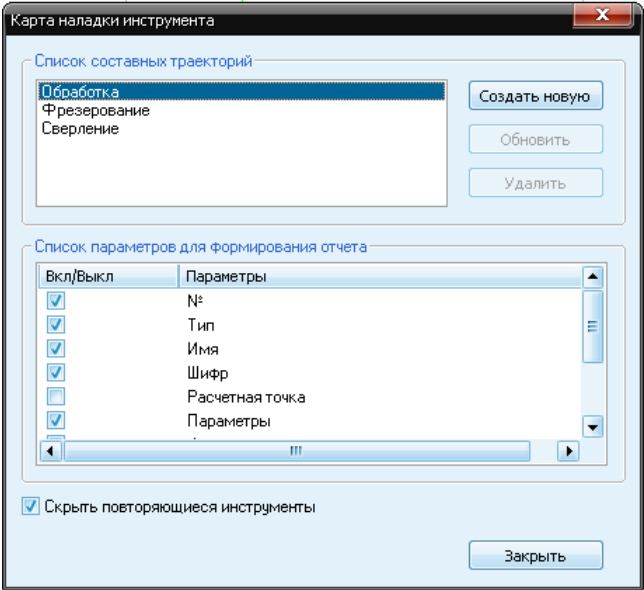 Карта наладки инструмента
Список составных траекторий
Обработка
Фрезерование
Сверление
Создать новую
Обновить
Удалить
Список параметров для формирования отчета
Вкл/Выкл Параметры
№
Тип
Имя
Шифр
Расчетная точка
Параметры
Скрыть повторяющиеся инструменты
Закрыть